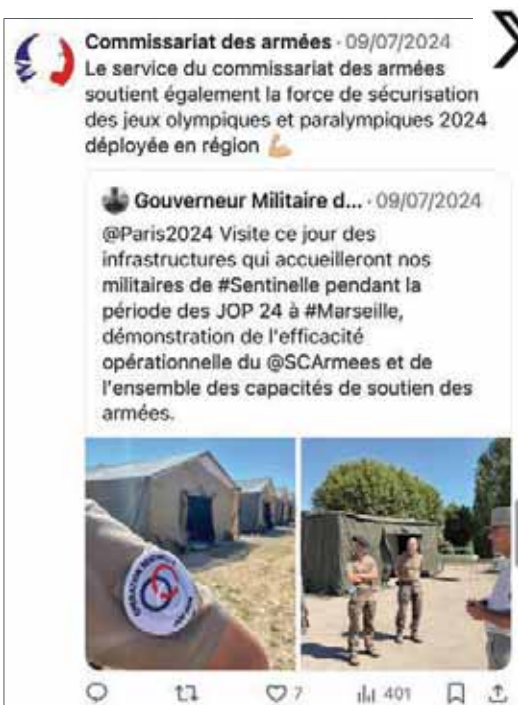 Commissariat des armées · 09/07/2024
Le service du commissariat des armées
soutient également la force de sécurisation
des jeux olympiques et paralympiques 2024
déployée en région 💪🏼
Gouverneur Militaire d... · 09/07/2024
@Paris2024 Visite ce jour des
infrastructures qui accueilleront nos
militaires de #Sentinelle pendant la
période des JOP 24 à #Marseille,
démonstration de l'efficacité
opérationnelle du @SCArmees et de
l'ensemble des capacités de soutien des
armées.
OPÉRATION SENTINELLE
7
401